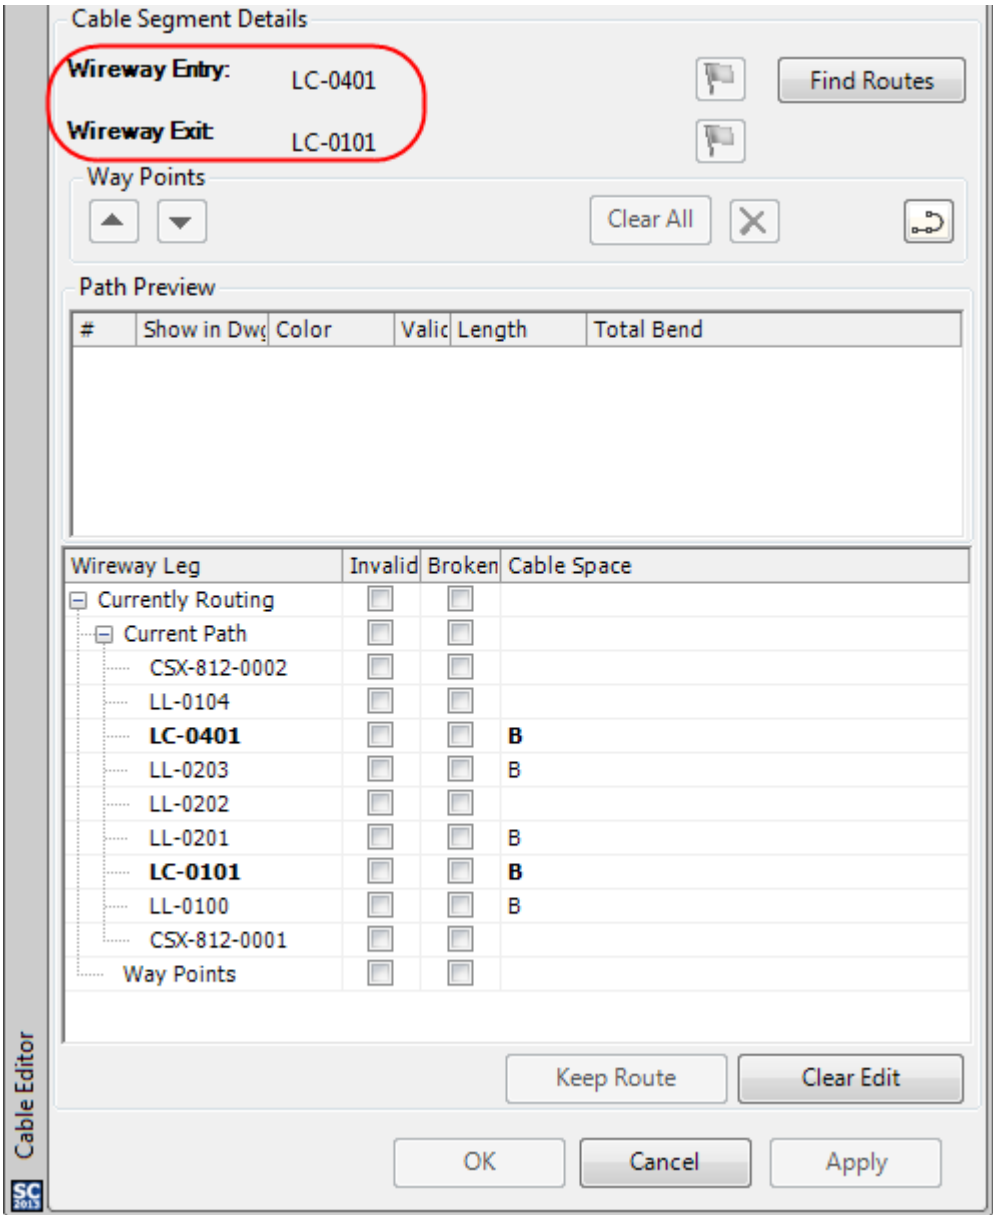 Cable Segment Details
Wireway Entry: LC-0401 Find Routes
Wireway Exit: LC-0101
Way Points
Clear All
Path Preview
# Show in Dwg Color Valid Length Total Bend
Wireway Leg Invalid Broken Cable Space
Currently Routing
Current Path
CSX-812-0002
LL-0104
LC-0401 B
LL-0203 B
LL-0202
LL-0201 B
LC-0101 B
LL-0100 B
CSX-812-0001
Way Points
Keep Route Clear Edit
OK Cancel Apply
Cable Editor
SC
2013